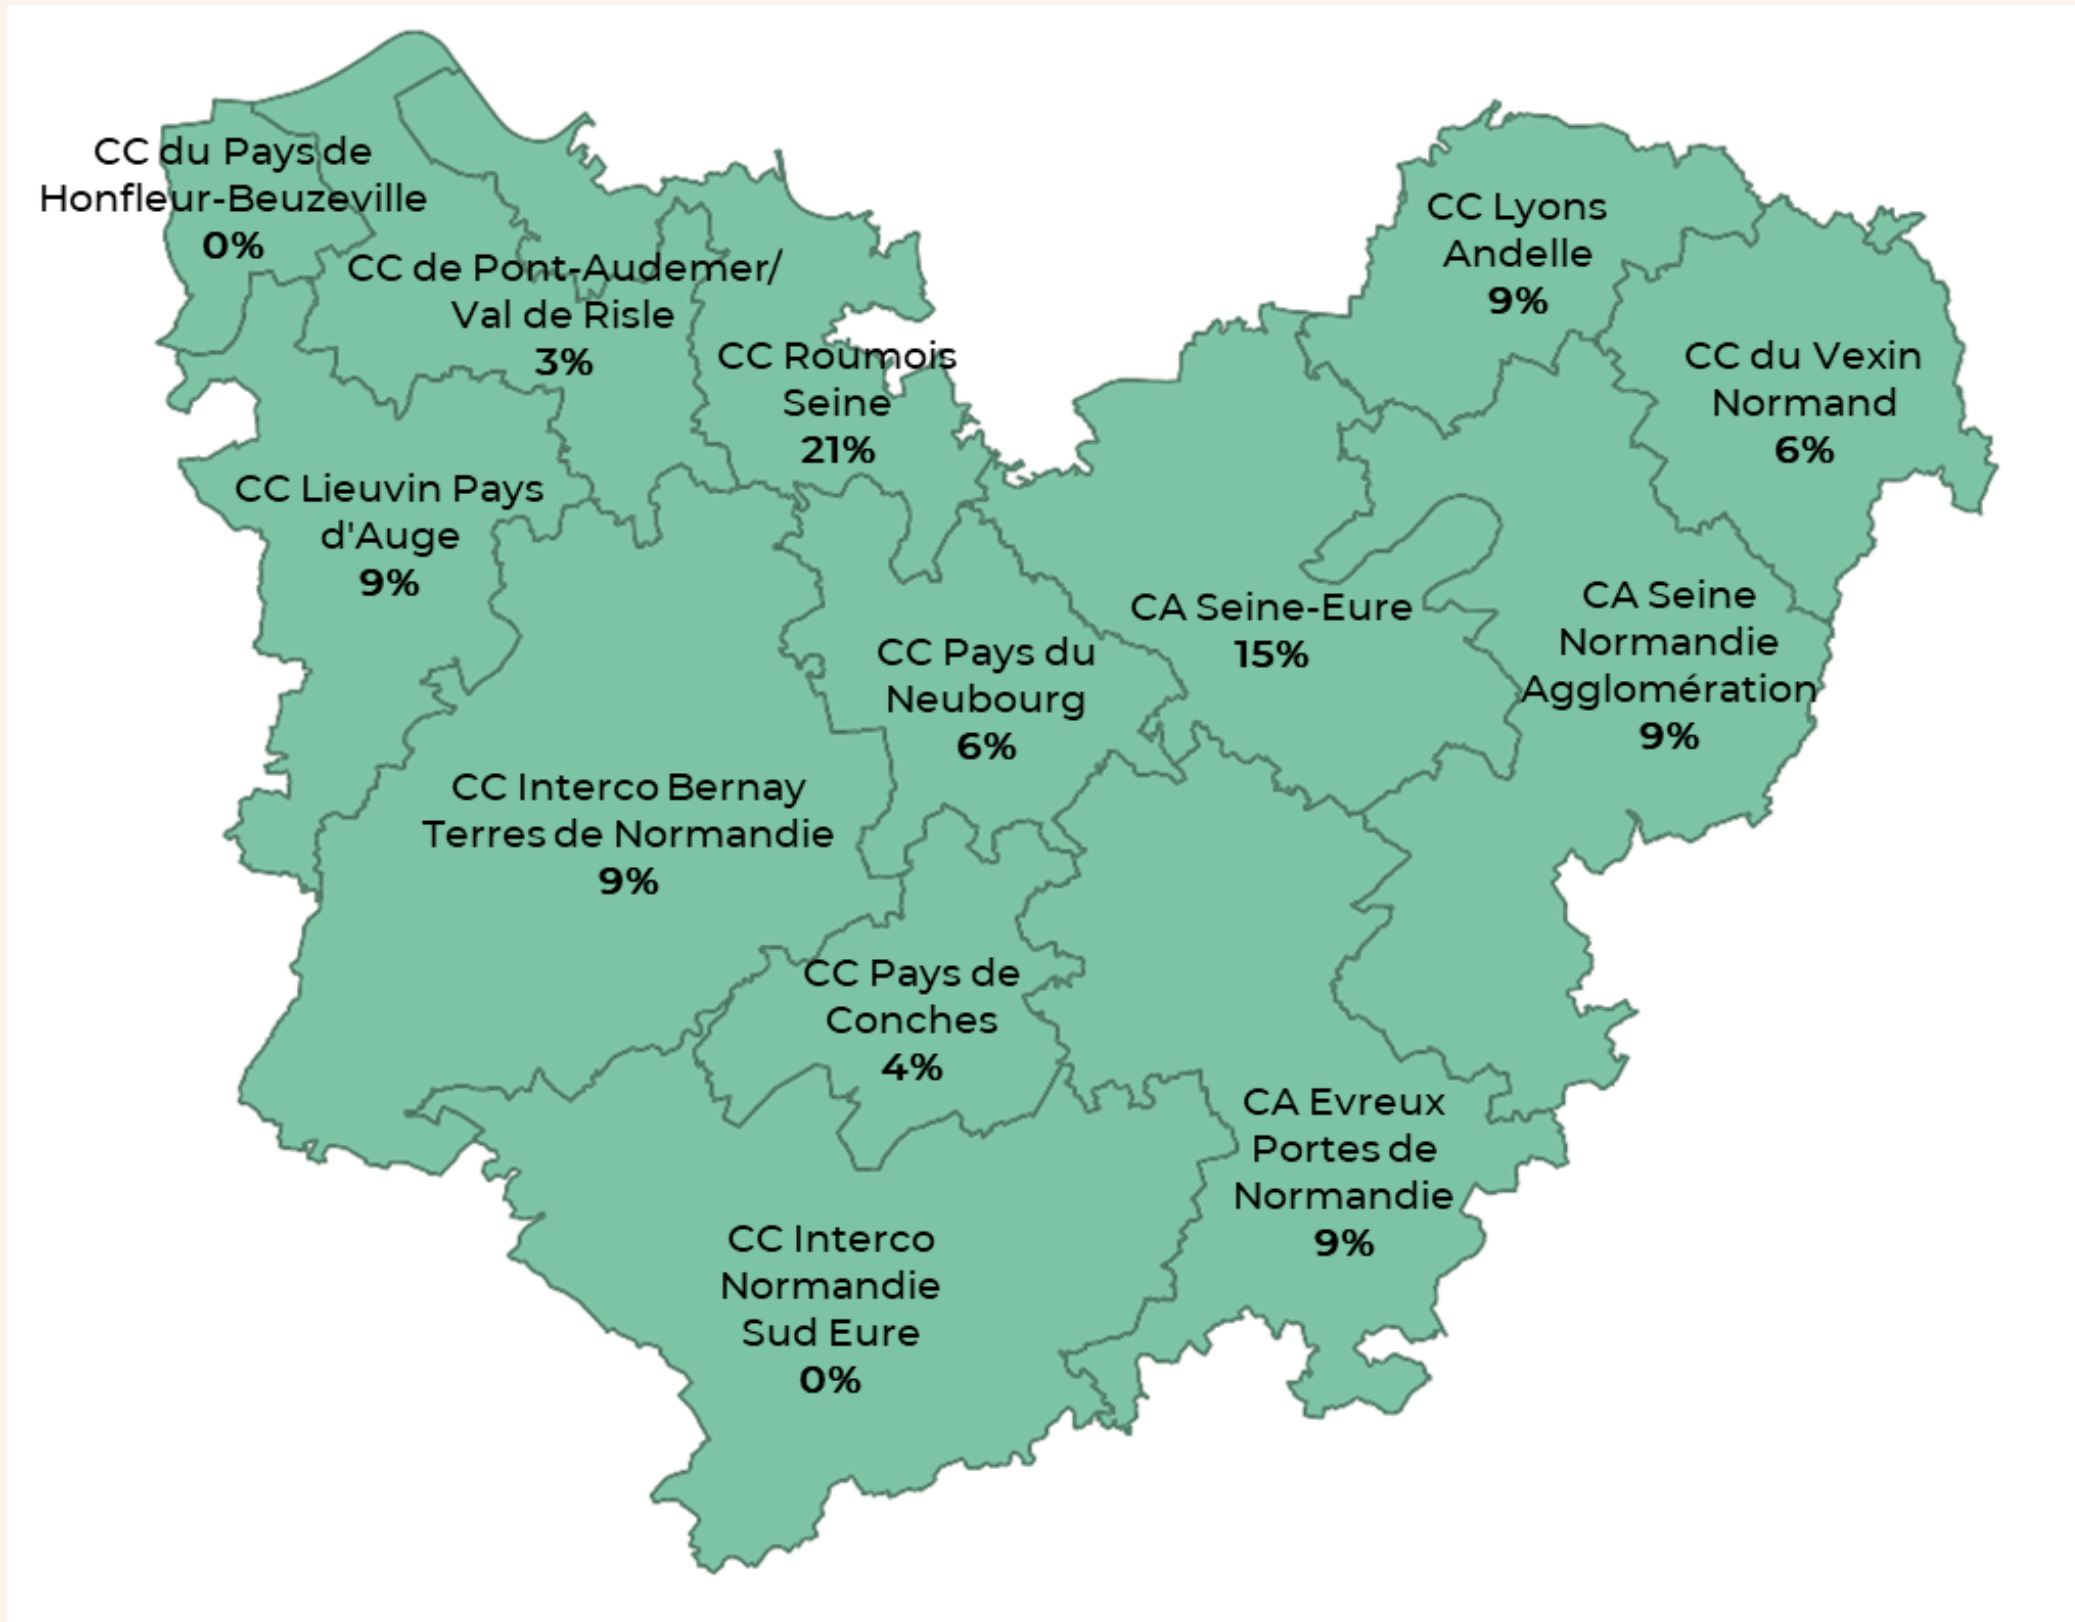 CC du Pays de
Honfleur-Beuzeville
0%
CC de Pont-Audemer/
Val de Risle
3%
CC Roumois
Seine
21%
CC Lyons
Andelle
9%
CC du Vexin
Normand
6%
CC Lieuvin Pays
d'Auge
9%
CA Seine-Eure
15%
CA Seine
Normandie
Agglomération
9%
CC Pays du
Neubourg
6%
CC Interco Bernay
Terres de Normandie
9%
CC Pays de
Conches
4%
CA Evreux
Portes de
Normandie
9%
CC Interco
Normandie
Sud Eure
0%